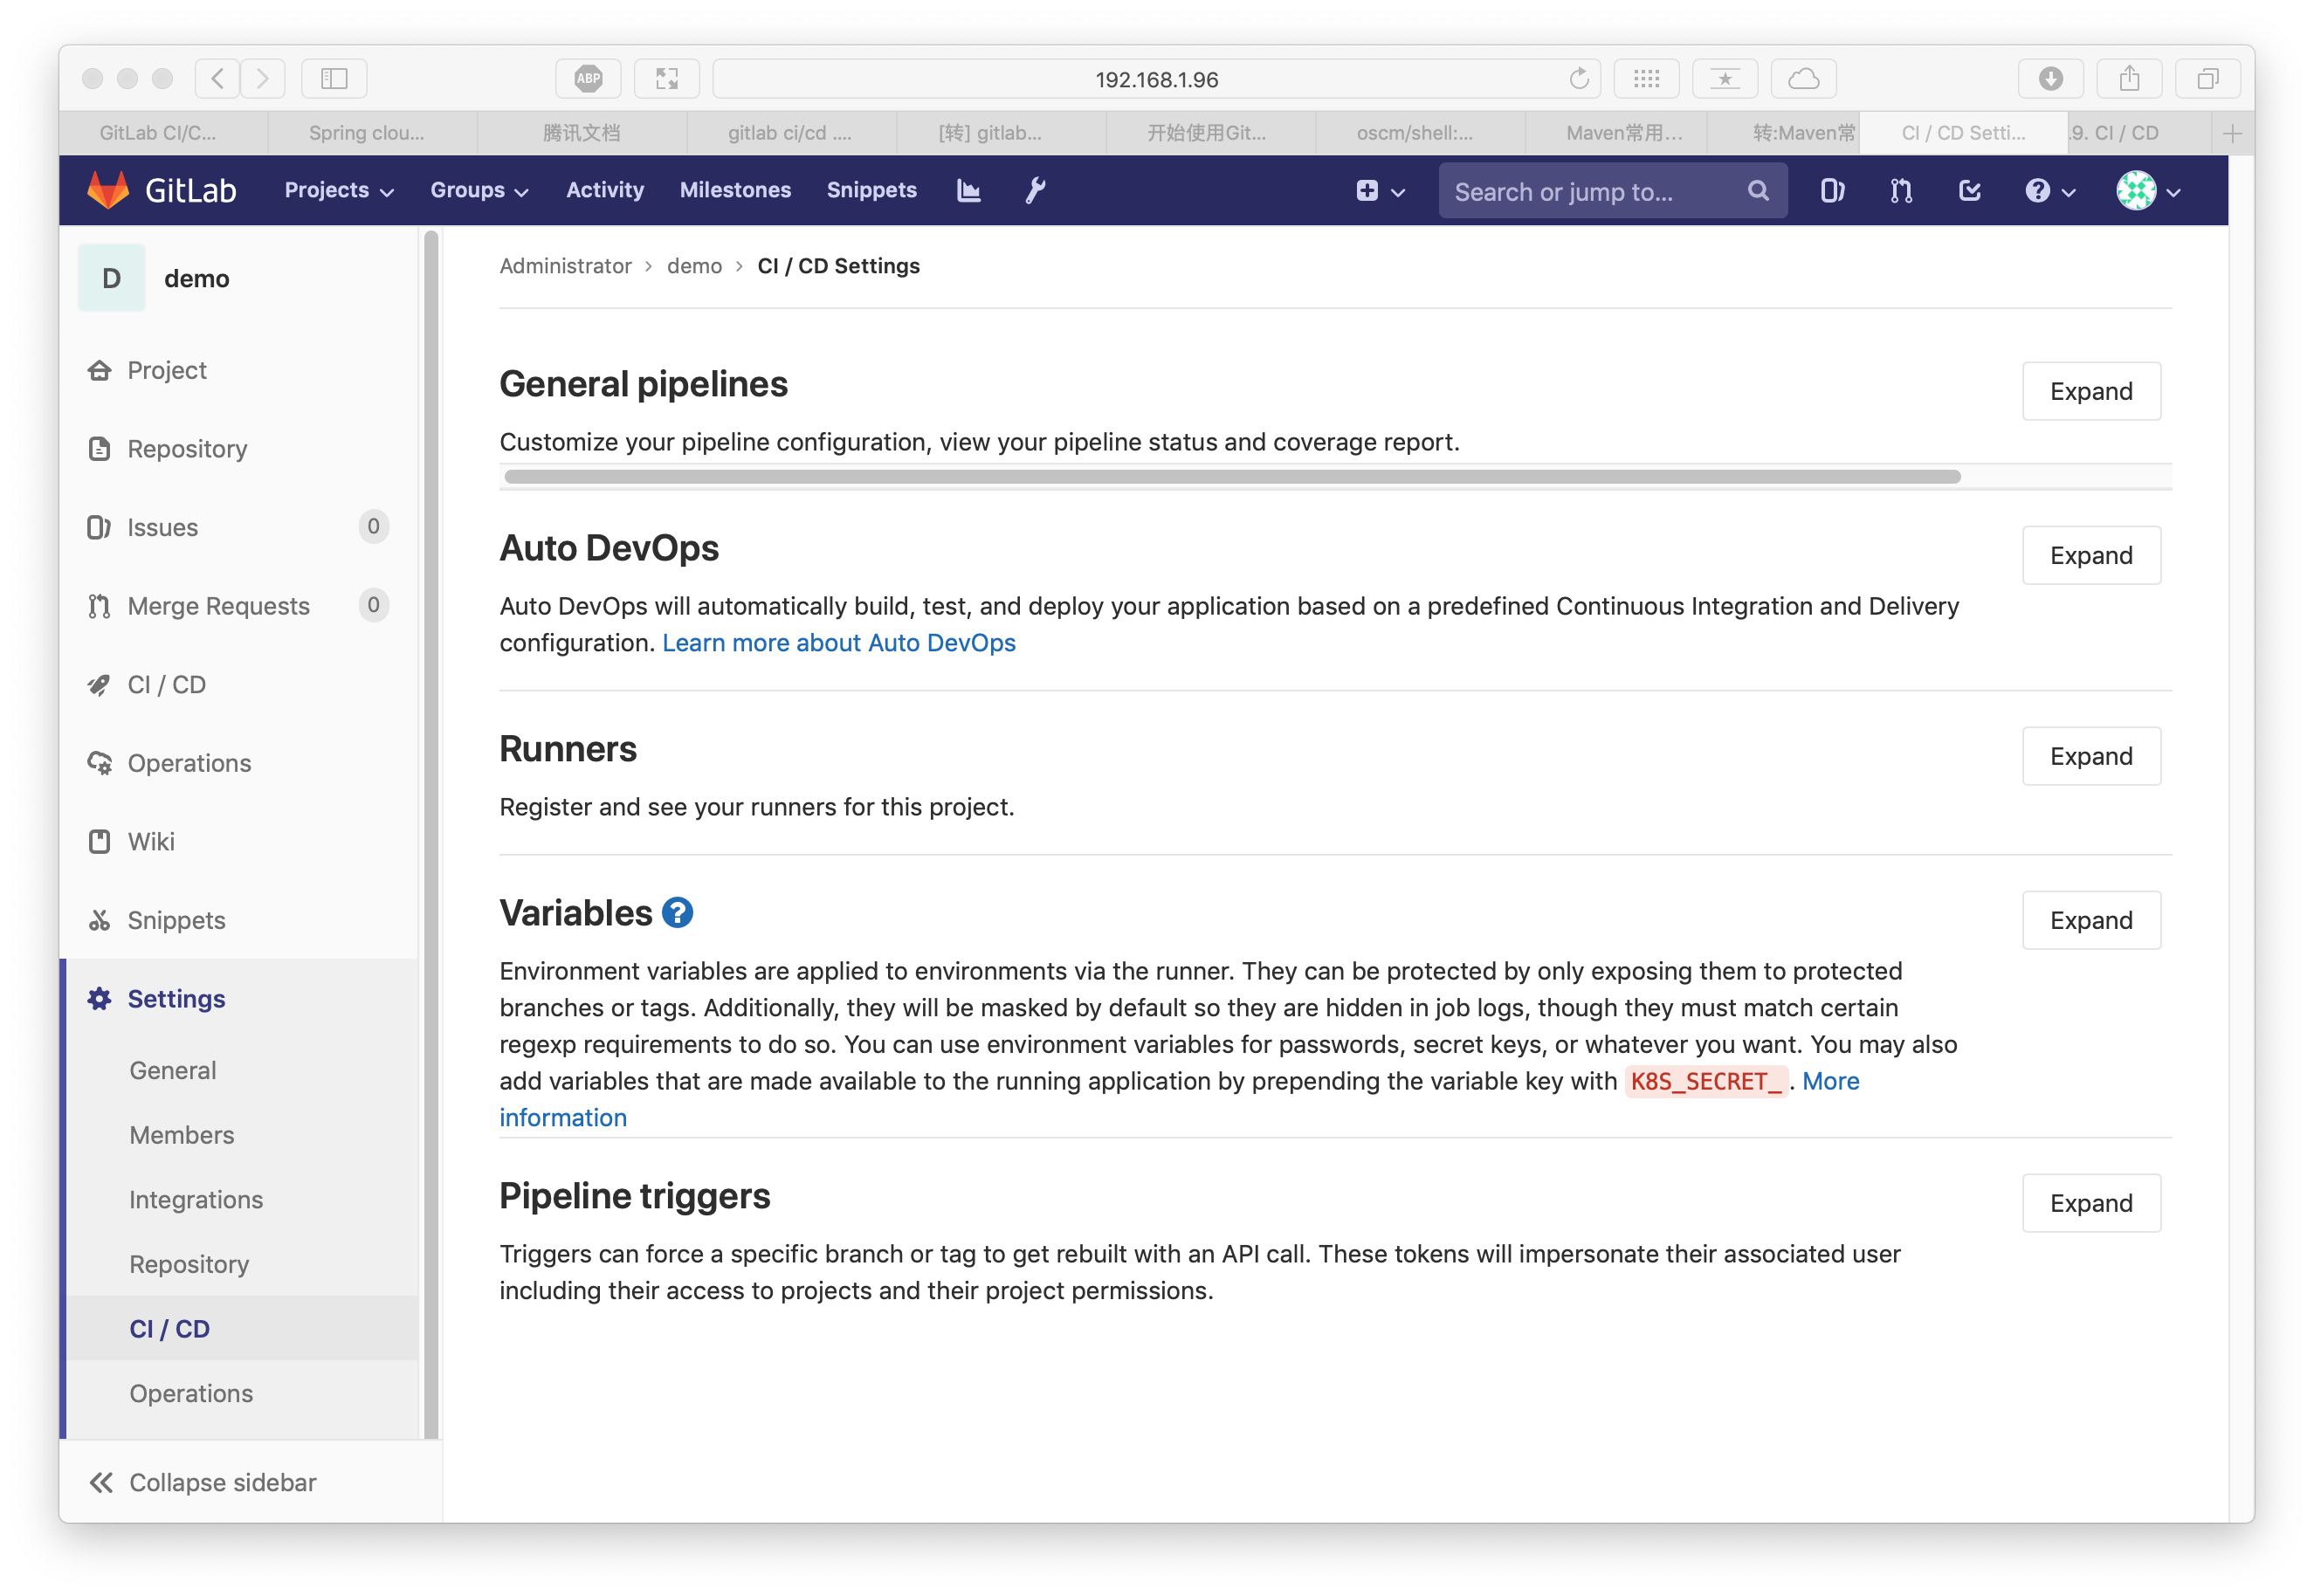 ABP
192.168.1.96
GitLab CI/C...
Spring clou...
腾讯文档
gitlab ci/cd ....
[转] gitlab...
开始使用Git...
oscm/shell:...
Maven常用...
转:Maven常
CI / CD Setti...
.9. CI / CD
GitLab
Projects
Groups
Activity
Milestones
Snippets
Search or jump to...
D
demo
Project
Repository
Issues
0
Merge Requests
0
CI / CD
Operations
Wiki
Snippets
Settings
General
Members
Integrations
Repository
CI / CD
Operations
Collapse sidebar
Administrator › demo › CI / CD Settings
General pipelines
Expand
Customize your pipeline configuration, view your pipeline status and coverage report.
Auto DevOps
Expand
Auto DevOps will automatically build, test, and deploy your application based on a predefined Continuous Integration and Delivery
configuration. Learn more about Auto DevOps
Runners
Expand
Register and see your runners for this project.
Variables ?
Expand
Environment variables are applied to environments via the runner. They can be protected by only exposing them to protected
branches or tags. Additionally, they will be masked by default so they are hidden in job logs, though they must match certain
regexp requirements to do so. You can use environment variables for passwords, secret keys, or whatever you want. You may also
add variables that are made available to the running application by prepending the variable key with K8S_SECRET_. More
information
Pipeline triggers
Expand
Triggers can force a specific branch or tag to get rebuilt with an API call. These tokens will impersonate their associated user
including their access to projects and their project permissions.